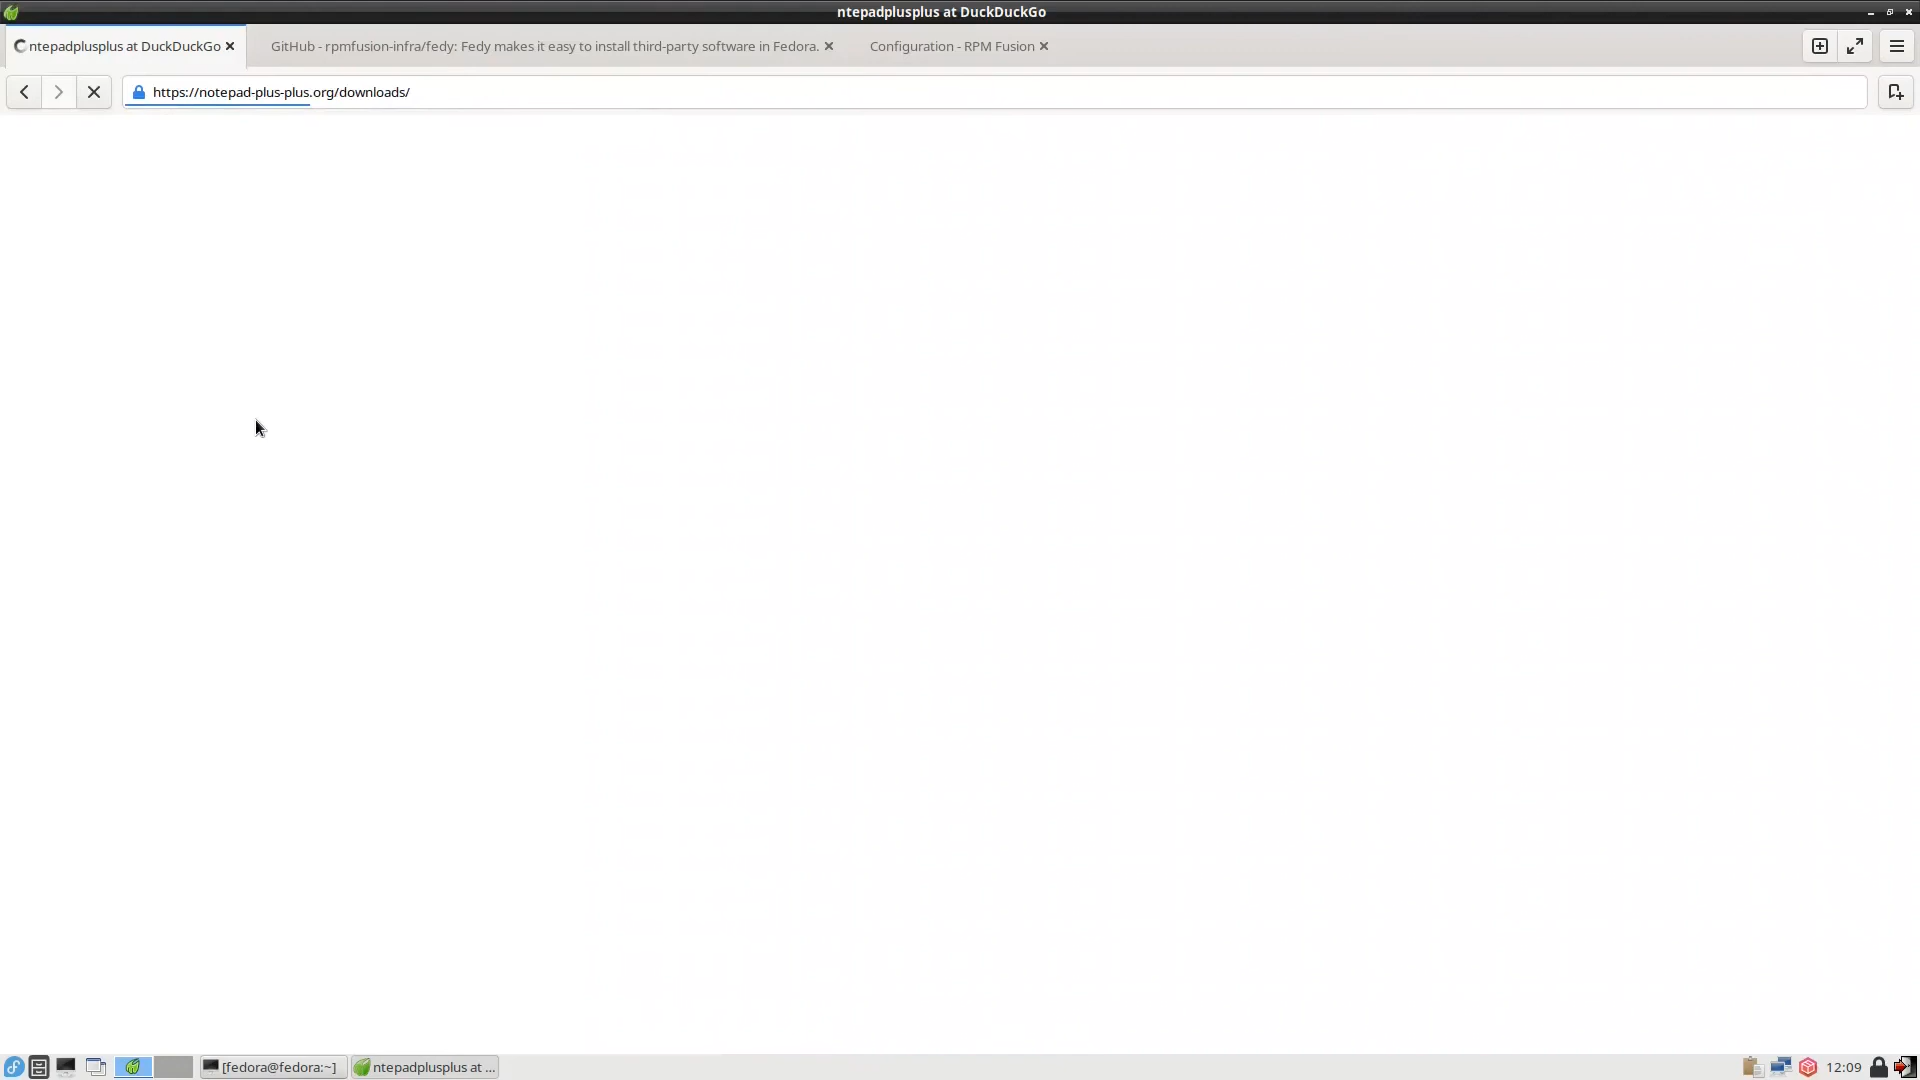 ntepadplusplus at DuckDuckGo
ntepadplusplus at DuckDuckGo
GitHub - rpmfusion-infra/fedy: Fedy makes it easy to install third-party software in Fedora.
Configuration - RPM Fusion
https://notepad-plus-plus.org/downloads/
[fedora@fedora:~]
ntepadplusplus at ...
12:09